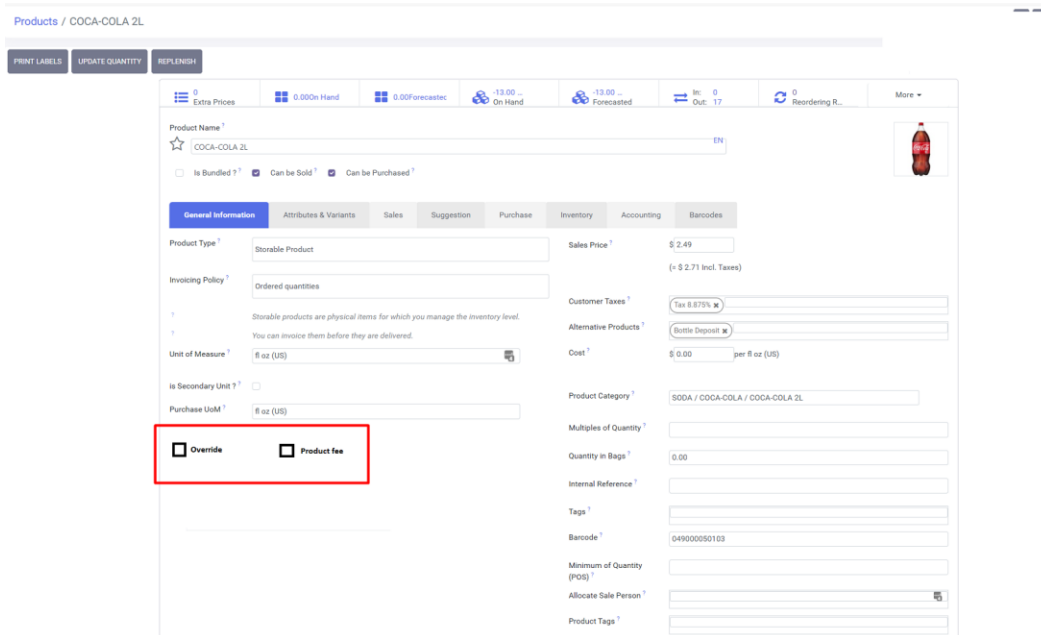 Products / COCA-COLA 2L
PRINT LABELS UPDATE QUANTITY REPLENISH
0 Extra Prices
0.000n Hand
0.00Forecastec
-13.00 ... On Hand
-13.00 ... Forecasted
In: 0 Out: 17
0 Reordering R...
More
Product Name ?
COCA-COLA 2L EN
Is Bundled ? ? Can be Sold ? Can be Purchased ?
General Information Attributes & Variants Sales Suggestion Purchase Inventory Accounting Barcodes
Product Type ? Storable Product
Sales Price ? $ 2.49
(= $ 2.71 Incl. Taxes)
Invoicing Policy ? Ordered quantities
Customer Taxes ? Tax 8.875% ×
? Storable products are physical items for which you manage the inventory level.
Alternative Products ? Bottle Deposit ×
? You can invoice them before they are delivered.
Unit of Measure ? fl oz (US)
Cost ? $ 0.00 per fl oz (US)
is Secondary Unit ? ?
Product Category ? SODA / COCA-COLA / COCA-COLA 2L
Purchase UoM ? fl oz (US)
Multiples of Quantity ?
Override Product fee
Quantity in Bags ? 0.00
Internal Reference ?
Tags ?
Barcode ? 049000050103
Minimum of Quantity
(POS) ?
Allocate Sale Person ?
Product Tags ?